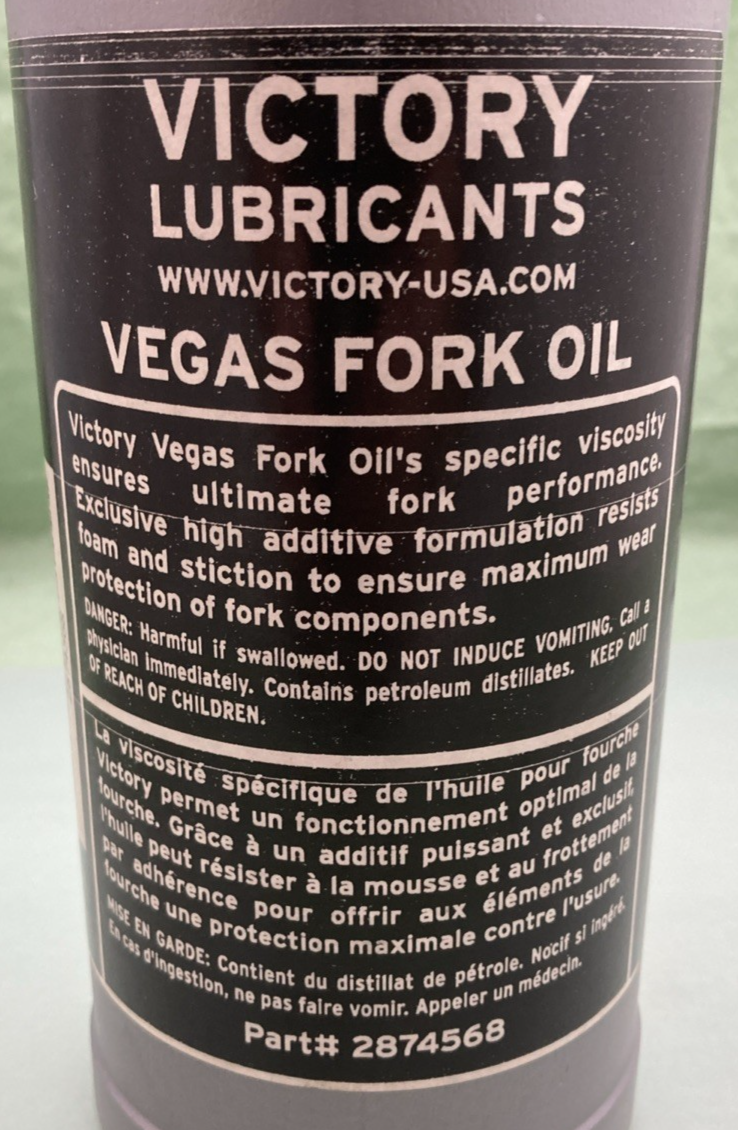 VICTORY
LUBRICANTS
WWW.VICTORY-USA.COM
VEGAS FORK OIL
Victory Vegas Fork Oil's specific viscosity
ensures ultimate fork performance.
Exclusive high additive formulation resists
foam and stiction to ensure maximum wear
protection of fork components.
DANGER: Harmful if swallowed. DO NOT INDUCE VOMITING. Call a
physician immediately. Contains petroleum distillates. KEEP OUT
OF REACH OF CHILDREN.
La viscosité spécifique de l'huile pour fourche
Victory permet un fonctionnement optimal de la
fourche. Grâce à un additif puissant et exclusif,
l'huile peut résister à la mousse et au frottement
par adhérence pour offrir aux éléments de la
fourche une protection maximale contre l'usure.
MISE EN GARDE: Contient du distillat de pétrole. Nocif si ingéré.
En cas d'ingestion, ne pas faire vomir. Appeler un médecin.
Part# 2874568